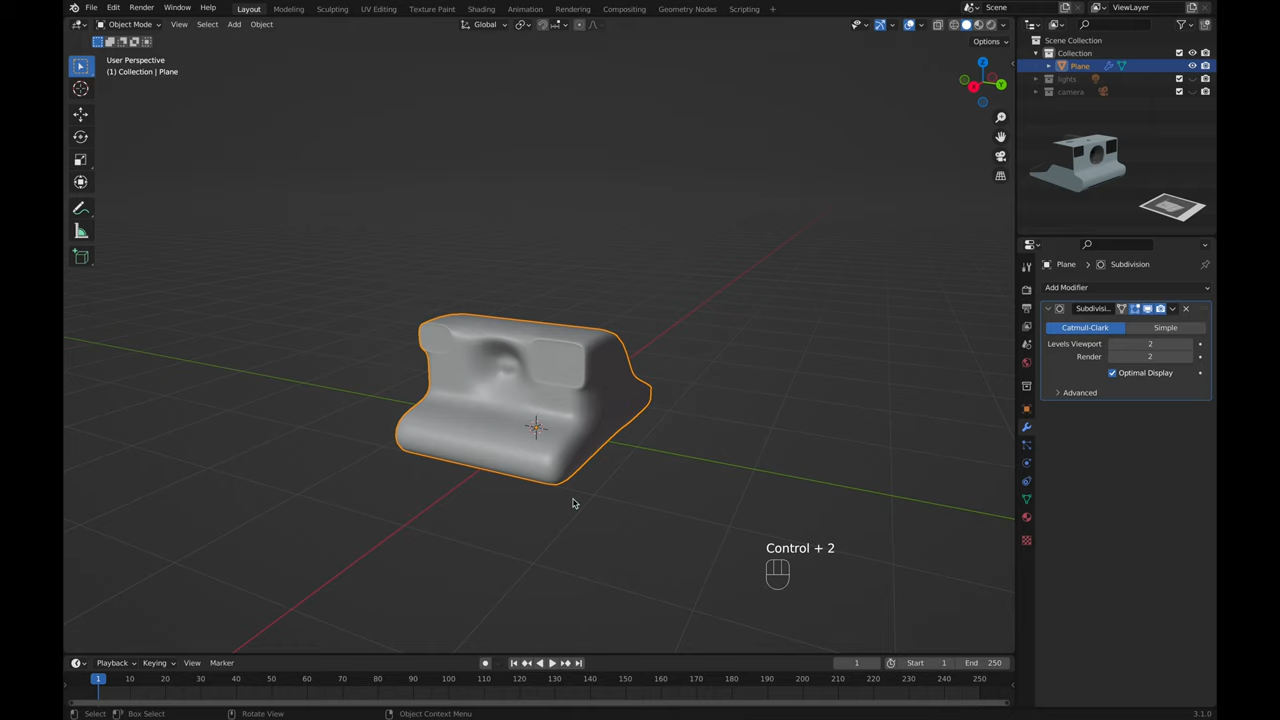 File Edit Render Window Help
Layout Modeling Sculpting UV Editing Texture Paint Shading Animation Rendering Compositing Geometry Nodes Scripting
Scene
ViewLayer
Object Mode View Select Add Object
Global
Options
User Perspective
(1) Collection | Plane
X
Y
Z
Scene Collection
Collection
Plane
lights
camera
Plane
Subdivision
Add Modifier
Subdivisi...
Catmull-Clark Simple
Levels Viewport 2
Render 2
Optimal Display
Advanced
Control + 2
Playback Keying View Marker
1
Start 1
End 250
1 10 20 30 40 50 60 70 80 90 100 110 120 130 140 150 160 170 180 190 200 210 220 230 240 250
Select Box Select Rotate View Object Context Menu 3.1.0